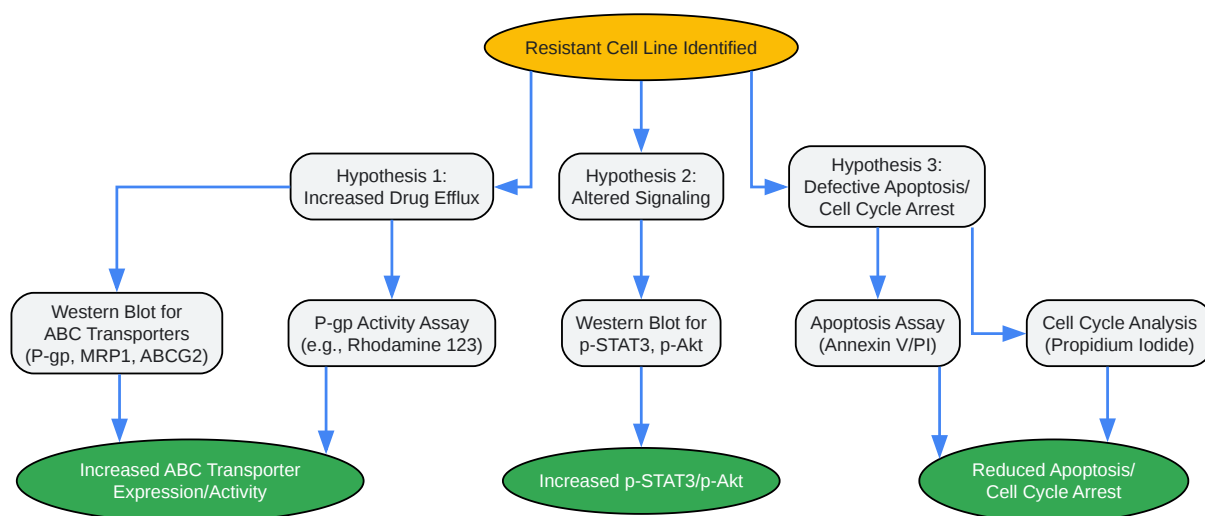 Resistant Cell Line Identified
Hypothesis 1:
Increased Drug Efflux
Hypothesis 2:
Altered Signaling
Hypothesis 3:
Defective Apoptosis/
Cell Cycle Arrest
Western Blot for
ABC Transporters
(P-gp, MRP1, ABCG2)
P-gp Activity Assay
(e.g., Rhodamine 123)
Western Blot for
p-STAT3, p-Akt
Apoptosis Assay
(Annexin V/PI)
Cell Cycle Analysis
(Propidium Iodide)
Increased ABC Transporter
Expression/Activity
Increased p-STAT3/p-Akt
Reduced Apoptosis/
Cell Cycle Arrest